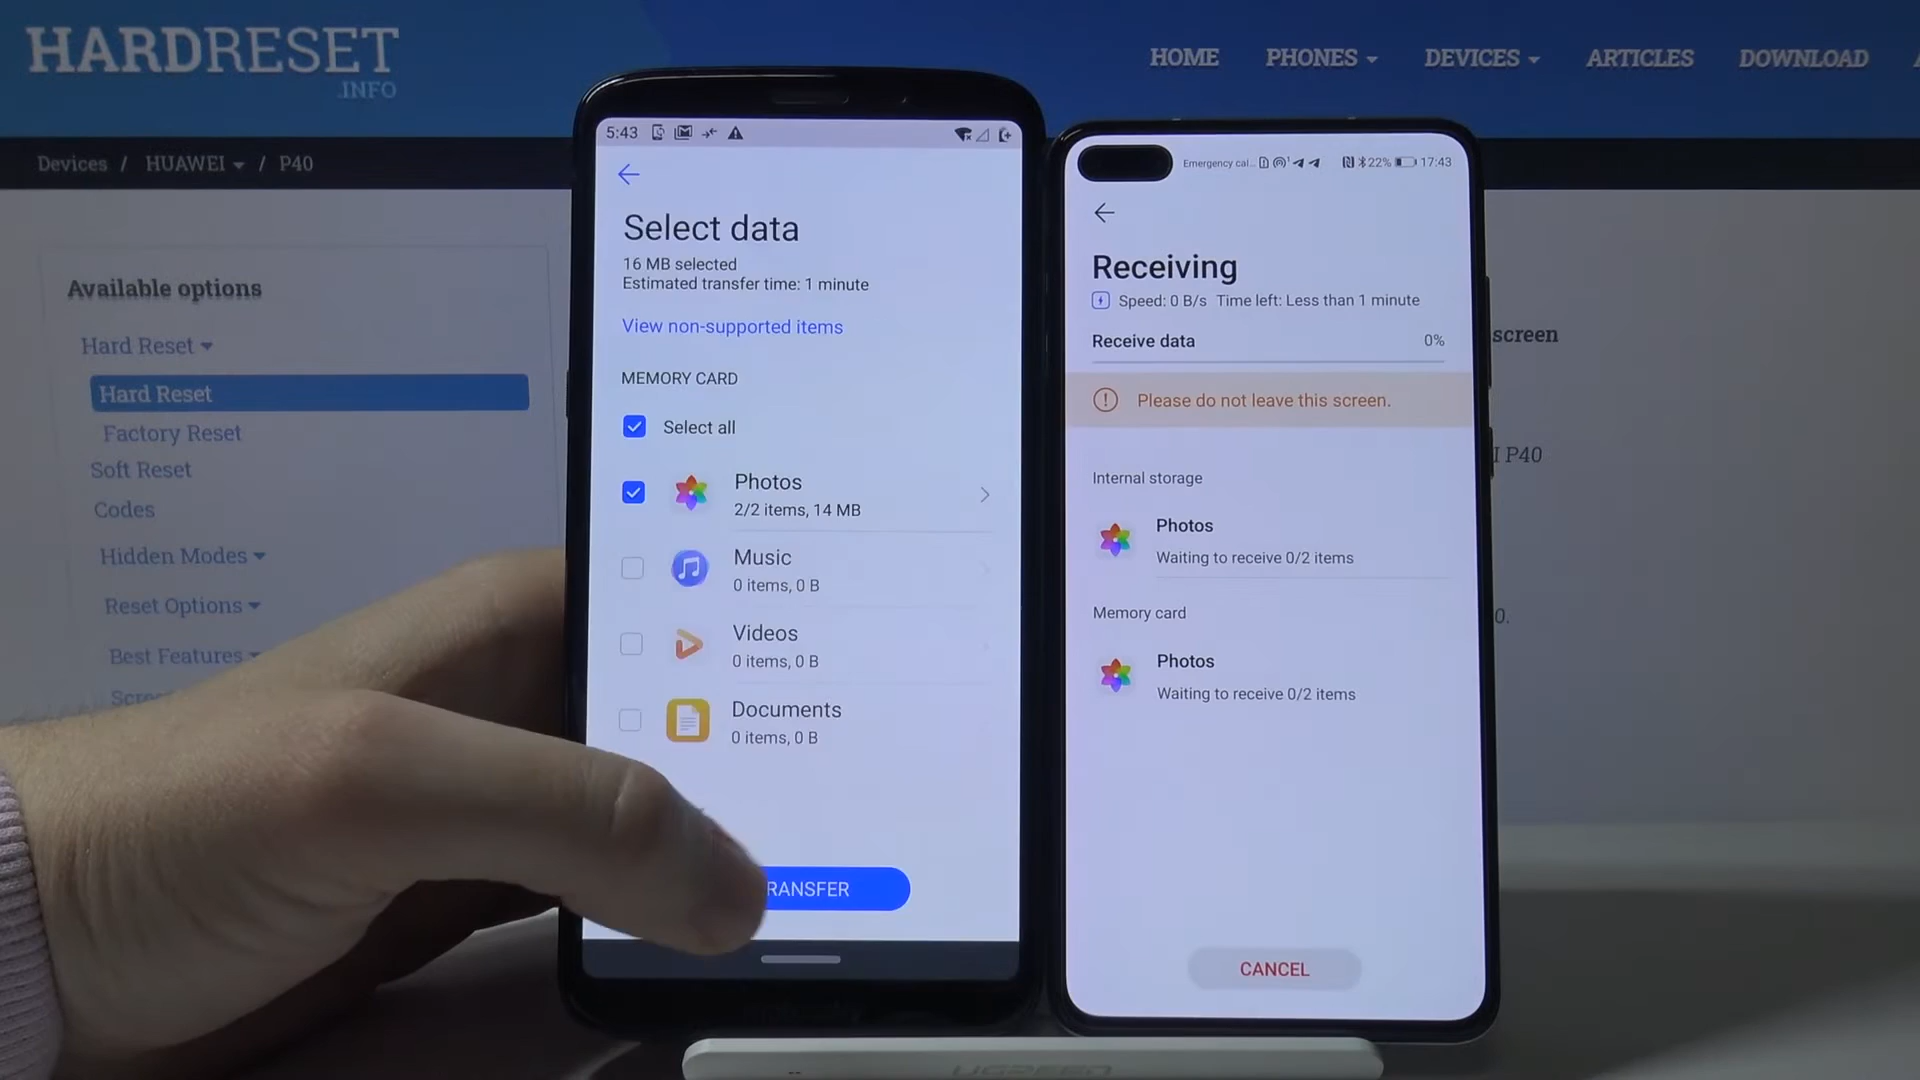 HARDRESET
.INFO
HOME
PHONES
DEVICES
ARTICLES
DOWNLOAD
Devices / HUAWEI / P40
Available options
Hard Reset
Hard Reset
Factory Reset
Soft Reset
Codes
Hidden Modes
Reset Options
Best Features
5:43
Select data
16 MB selected
Estimated transfer time: 1 minute
View non-supported items
MEMORY CARD
Select all
Photos
2/2 items, 14 MB
Music
0 items, 0 B
Videos
0 items, 0 B
Documents
0 items, 0 B
RANSFER
Emergency cal...
22%
17:43
Receiving
Speed: 0 B/s Time left: Less than 1 minute
Receive data
0%
Please do not leave this screen.
Internal storage
Photos
Waiting to receive 0/2 items
Memory card
Photos
Waiting to receive 0/2 items
CANCEL
screen
P40
0.
UGREEN